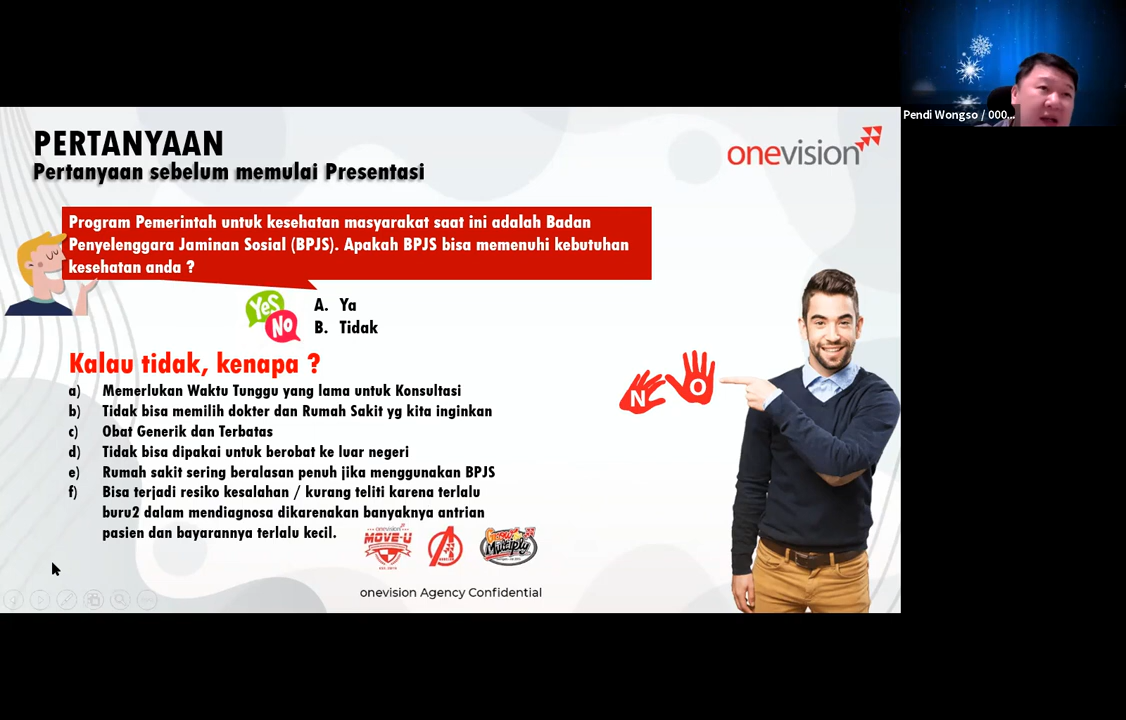 Pendi Wongso / 000...
PERTANYAAN
Pertanyaan sebelum memulai Presentasi
onevision
Program Pemerintah untuk kesehatan masyarakat saat ini adalah Badan
Penyelenggara Jaminan Sosial (BPJS). Apakah BPJS bisa memenuhi kebutuhan
kesehatan anda ?
YES
NO
A. Ya
B. Tidak
Kalau tidak, kenapa ?
a) Memerlukan Waktu Tunggu yang lama untuk Konsultasi
b) Tidak bisa memilih dokter dan Rumah Sakit yg kita inginkan
c) Obat Generik dan Terbatas
d) Tidak bisa dipakai untuk berobat ke luar negeri
e) Rumah sakit sering beralasan penuh jika menggunakan BPJS
f) Bisa terjadi resiko kesalahan / kurang teliti karena terlalu
buru2 dalam mendiagnosa dikarenakan banyaknya antrian
pasien dan bayarannya terlalu kecil.
N O
onevision
MOVE-U
Multiply
onevision Agency Confidential